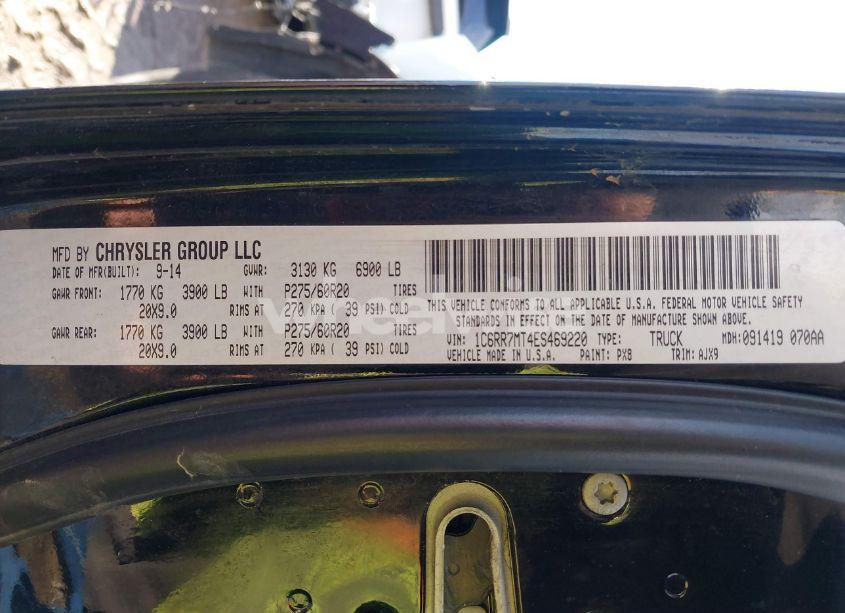 MFD BY CHRYSLER GROUP LLC
DATE OF MFR(BUILT): 9-14 GVWR: 3130 KG 6900 LB
GAWR FRONT: 1770 KG 3900 LB WITH P275/60R20 TIRES
20X9.0 RIMS AT 270 KPA ( 39 PSI) COLD
GAWR REAR: 1770 KG 3900 LB WITH P275/60R20 TIRES
20X9.0 RIMS AT 270 KPA ( 39 PSI) COLD
THIS VEHICLE CONFORMS TO ALL APPLICABLE U.S.A. FEDERAL MOTOR VEHICLE SAFETY
STANDARDS IN EFFECT ON THE DATE OF MANUFACTURE SHOWN ABOVE.
VIN: 1C6RR7MT4ES469220 TYPE: TRUCK MDH: 091419 070AA
VEHICLE MADE IN U.S.A. PAINT: PX8 TRIM: AJX9